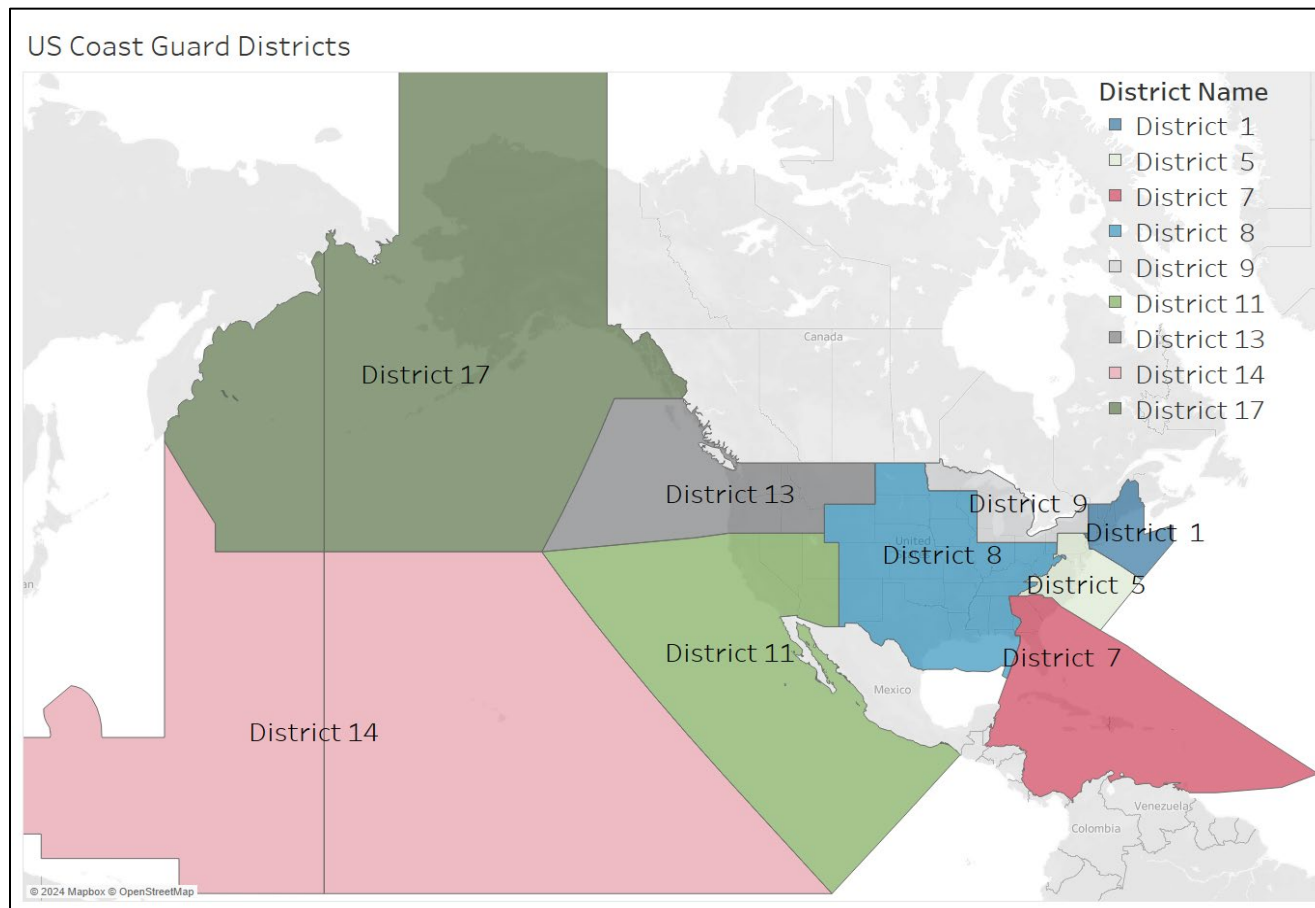 US Coast Guard Districts
District Name
District 1
District 5
District 7
District 8
District 9
District 11
District 13
District 14
District 17
Canada
District 17
District 13
District 9
District 1
United
District 8
District 5
District 11
District 7
Mexico
District 14
Venezuela
Colombia
© 2024 Mapbox © OpenStreetMap